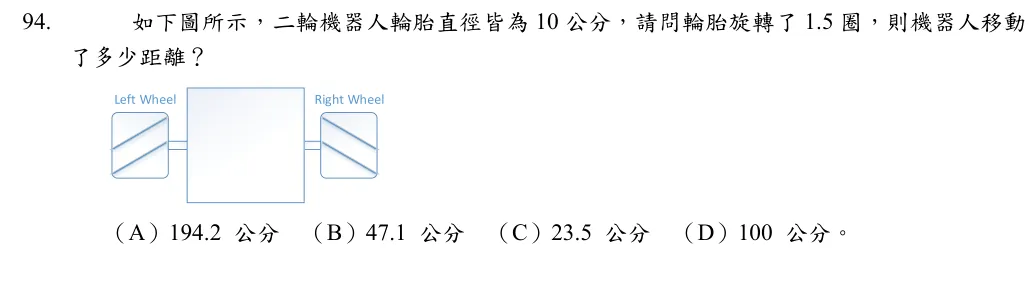 94. 如下圖所示，二輪機器人輪胎直徑皆為 10 公分，請問輪胎旋轉了 1.5 圈，則機器人移動
了多少距離？
Left Wheel Right Wheel
（A）194.2 公分 （B）47.1 公分 （C）23.5 公分 （D）100 公分。